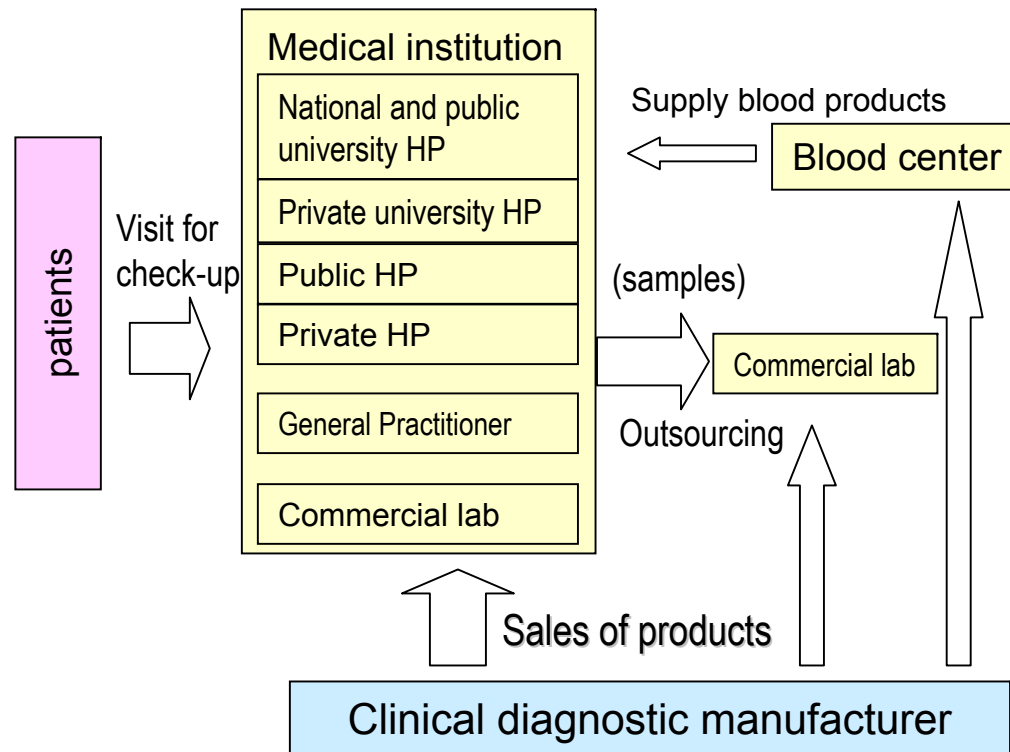 Medical institution
National and public
university HP
Private university HP
Public HP
Private HP
General Practitioner
Commercial lab
patients
Visit for
check-up
Supply blood products
Blood center
(samples)
Commercial lab
Outsourcing
Sales of products
Clinical diagnostic manufacturer